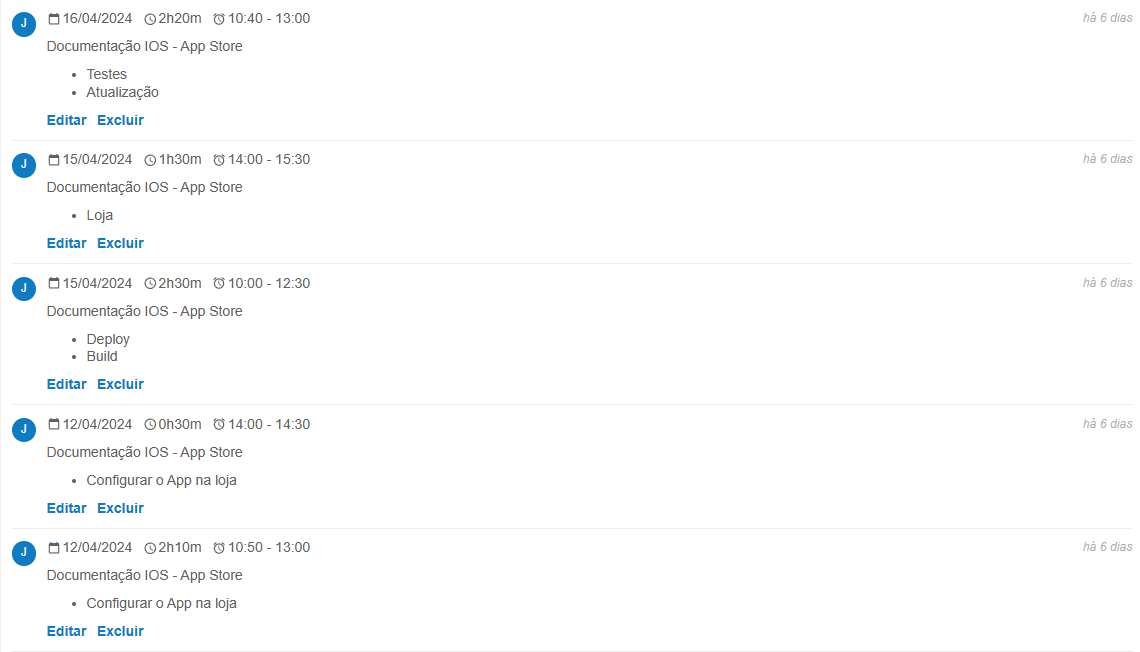 J 16/04/2024 2h20m 10:40 - 13:00 há 6 dias
Documentação IOS - App Store
• Testes
• Atualização
Editar Excluir
J 15/04/2024 1h30m 14:00 - 15:30 há 6 dias
Documentação IOS - App Store
• Loja
Editar Excluir
J 15/04/2024 2h30m 10:00 - 12:30 há 6 dias
Documentação IOS - App Store
• Deploy
• Build
Editar Excluir
J 12/04/2024 0h30m 14:00 - 14:30 há 6 dias
Documentação IOS - App Store
• Configurar o App na loja
Editar Excluir
J 12/04/2024 2h10m 10:50 - 13:00 há 6 dias
Documentação IOS - App Store
• Configurar o App na loja
Editar Excluir